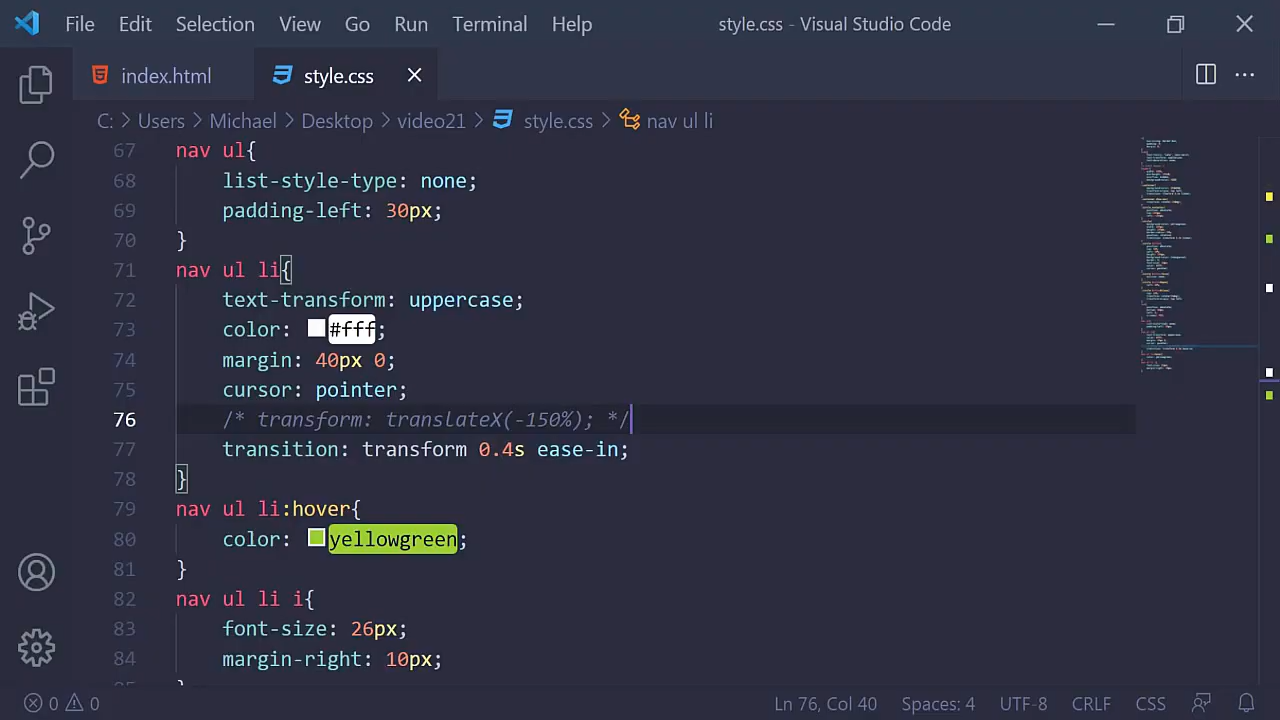 File Edit Selection View Go Run Terminal Help style.css - Visual Studio Code
index.html style.css
C: > Users > Michael > Desktop > video21 > style.css > nav ul li
67 nav ul{
68 list-style-type: none;
69 padding-left: 30px;
70 }
71 nav ul li{
72 text-transform: uppercase;
73 color: #fff;
74 margin: 40px 0;
75 cursor: pointer;
76 /* transform: translateX(-150%); */
77 transition: transform 0.4s ease-in;
78 }
79 nav ul li:hover{
80 color: yellowgreen;
81 }
82 nav ul li i{
83 font-size: 26px;
84 margin-right: 10px;
0 0 Ln 76, Col 40 Spaces: 4 UTF-8 CRLF CSS